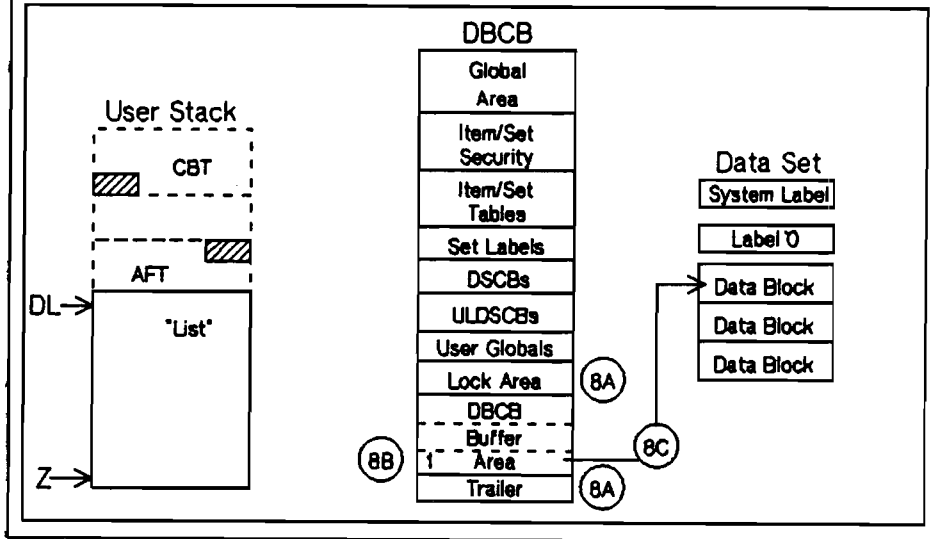 User Stack
CBT
AFT
DL
"List"
Z
DBCB
Global
Area
Item/Set
Security
Item/Set
Tables
Set Labels
DSCBs
ULDSCBs
User Globals
Lock Area
8A
DBCB
Buffer
8B
1 Area
8C
Trailer
8A
Data Set
System Label
Label 0
Data Block
Data Block
Data Block